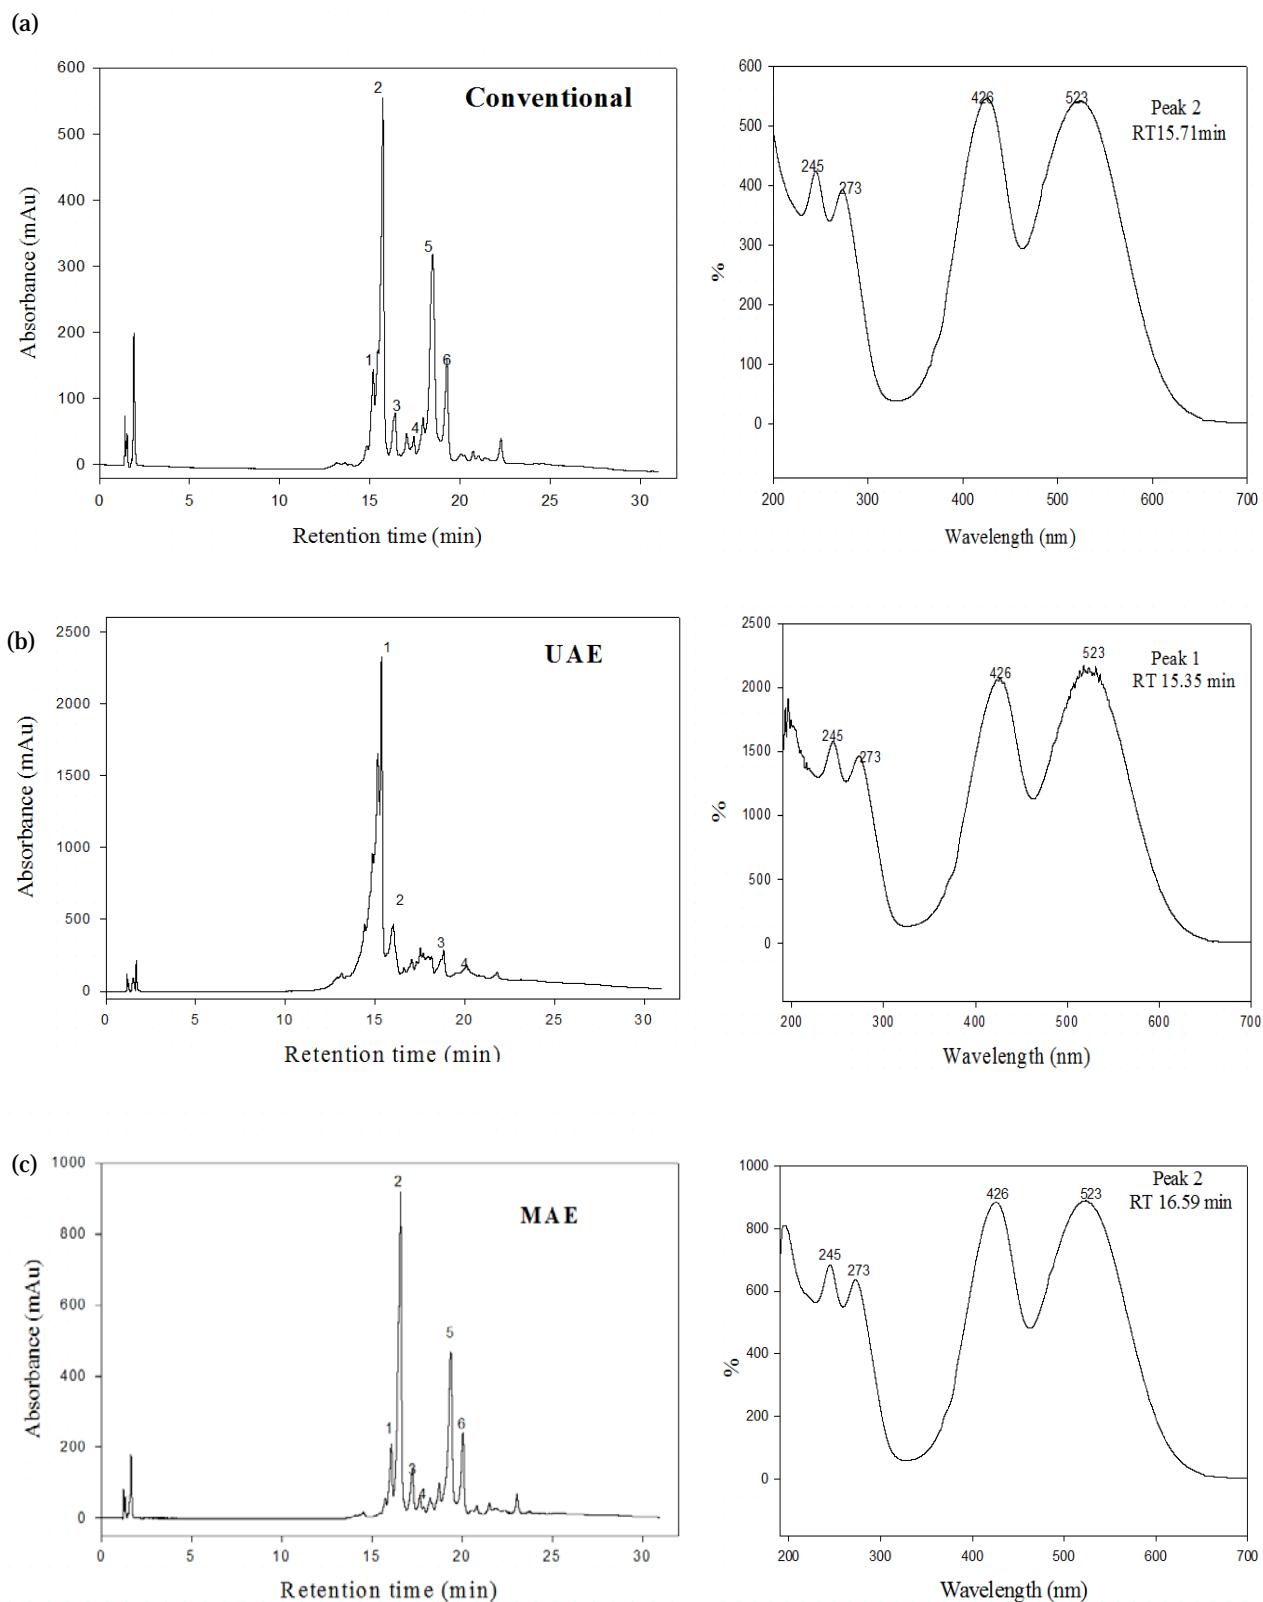 (a)
600
500
400
300
200
100
0
Absorbance (mAu)
Conventional
1
2
3
4
5
6
0 5 10 15 20 25 30
Retention time (min)
600
500
400
300
200
100
0
%
245
273
426
523
Peak 2
RT15.71min
200 300 400 500 600 700
Wavelength (nm)
(b)
2500
2000
1500
1000
500
0
Absorbance (mAu)
UAE
1
2
3
4
0 5 10 15 20 25 30
Retention time (min)
2500
2000
1500
1000
500
0
%
245
273
426
523
Peak 1
RT 15.35 min
200 300 400 500 600 700
Wavelength (nm)
(c)
1000
800
600
400
200
0
Absorbance (mAu)
MAE
1
2
3
4
5
6
0 5 10 15 20 25 30
Retention time (min)
1000
800
600
400
200
0
%
245
273
426
523
Peak 2
RT 16.59 min
200 300 400 500 600 700
Wavelength (nm)